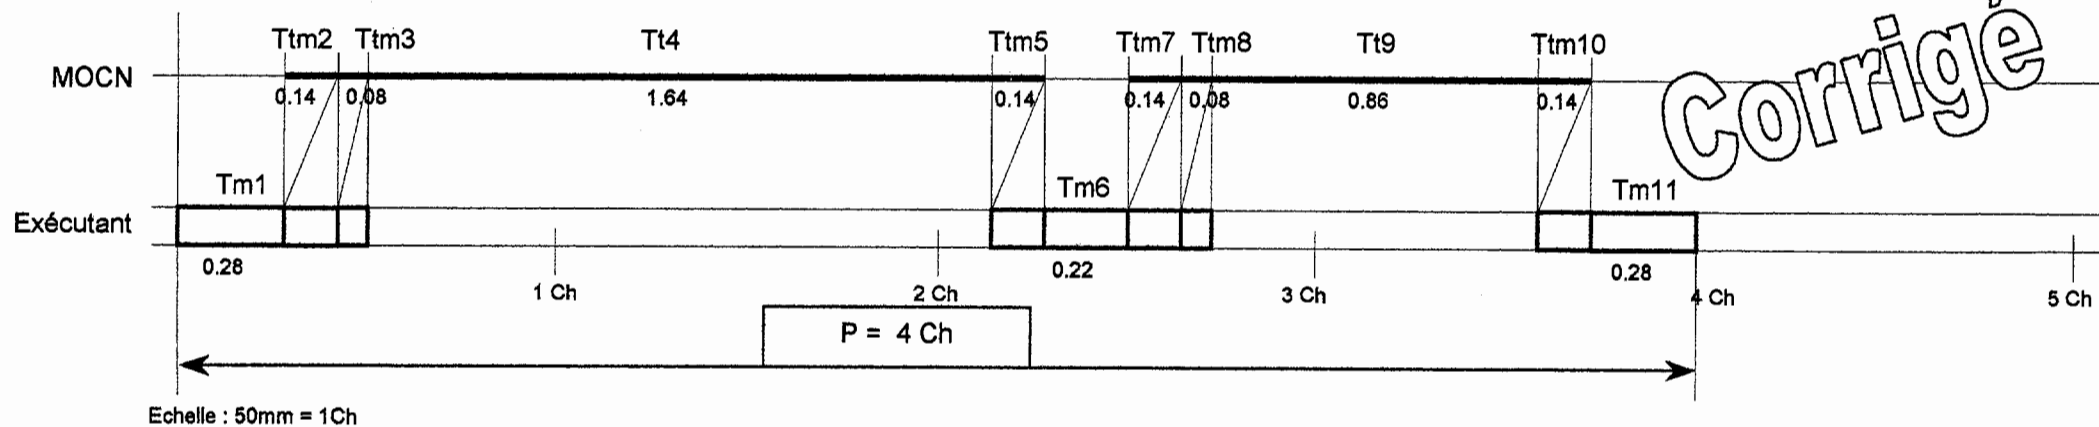 Corrigé
Ttm2 Ttm3 Tt4 Ttm5 Ttm7 Ttm8 Tt9 Ttm10
MOCN
0.14 0.08 1.64 0.14 0.14 0.08 0.86 0.14
Tm1 Tm6 Tm11
Exécutant
0.28 0.22 0.28
1 Ch 2 Ch 3 Ch 4 Ch 5 Ch
P = 4 Ch
Echelle : 50mm = 1Ch